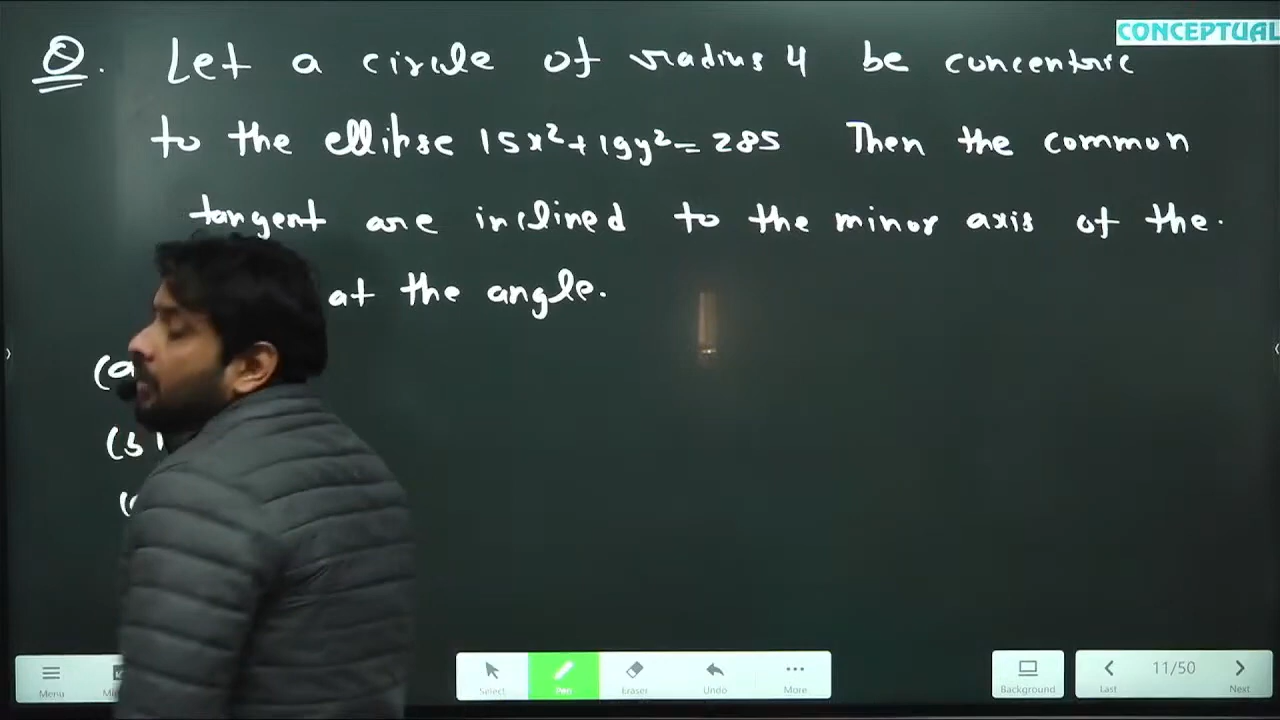 CONCEPTUAL
Q. Let a circle of radius 4 be concentric
to the ellipse 15x²+19y²=285 Then the common
tangent are inclined to the minor axis of the.
at the angle.
(a
(b)
(
Menu
Select
Pen
Eraser
Undo
More
Background
Last
11/50
Next